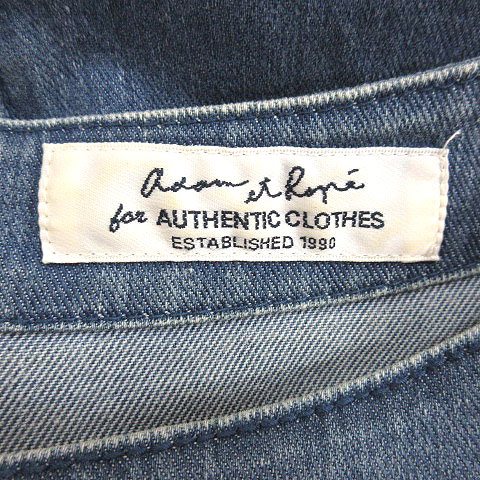 Adam et Ropé
for AUTHENTIC CLOTHES
ESTABLISHED 1990